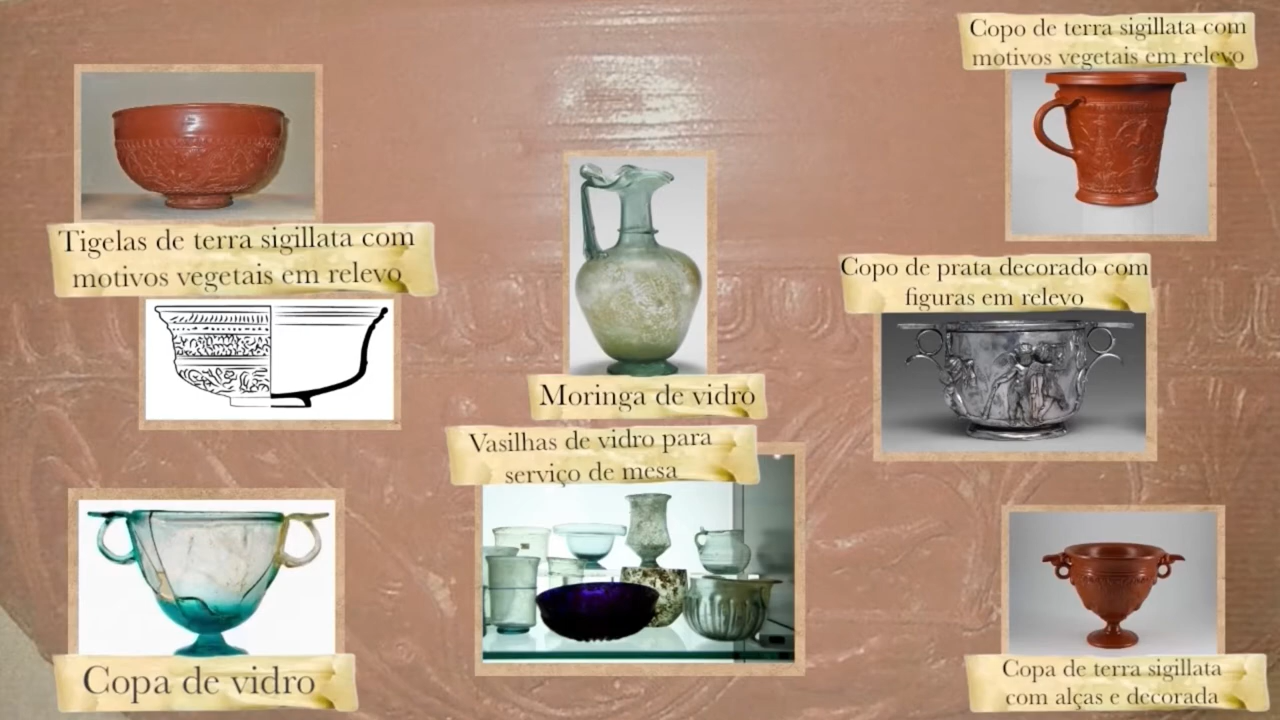 Tigelas de terra sigillata com
motivos vegetais em relevo
Copa de vidro
Moringa de vidro
Vasilhas de vidro para
serviço de mesa
Copo de terra sigillata com
motivos vegetais em relevo
Copo de prata decorado com
figuras em relevo
Copa de terra sigillata
com alças e decorada